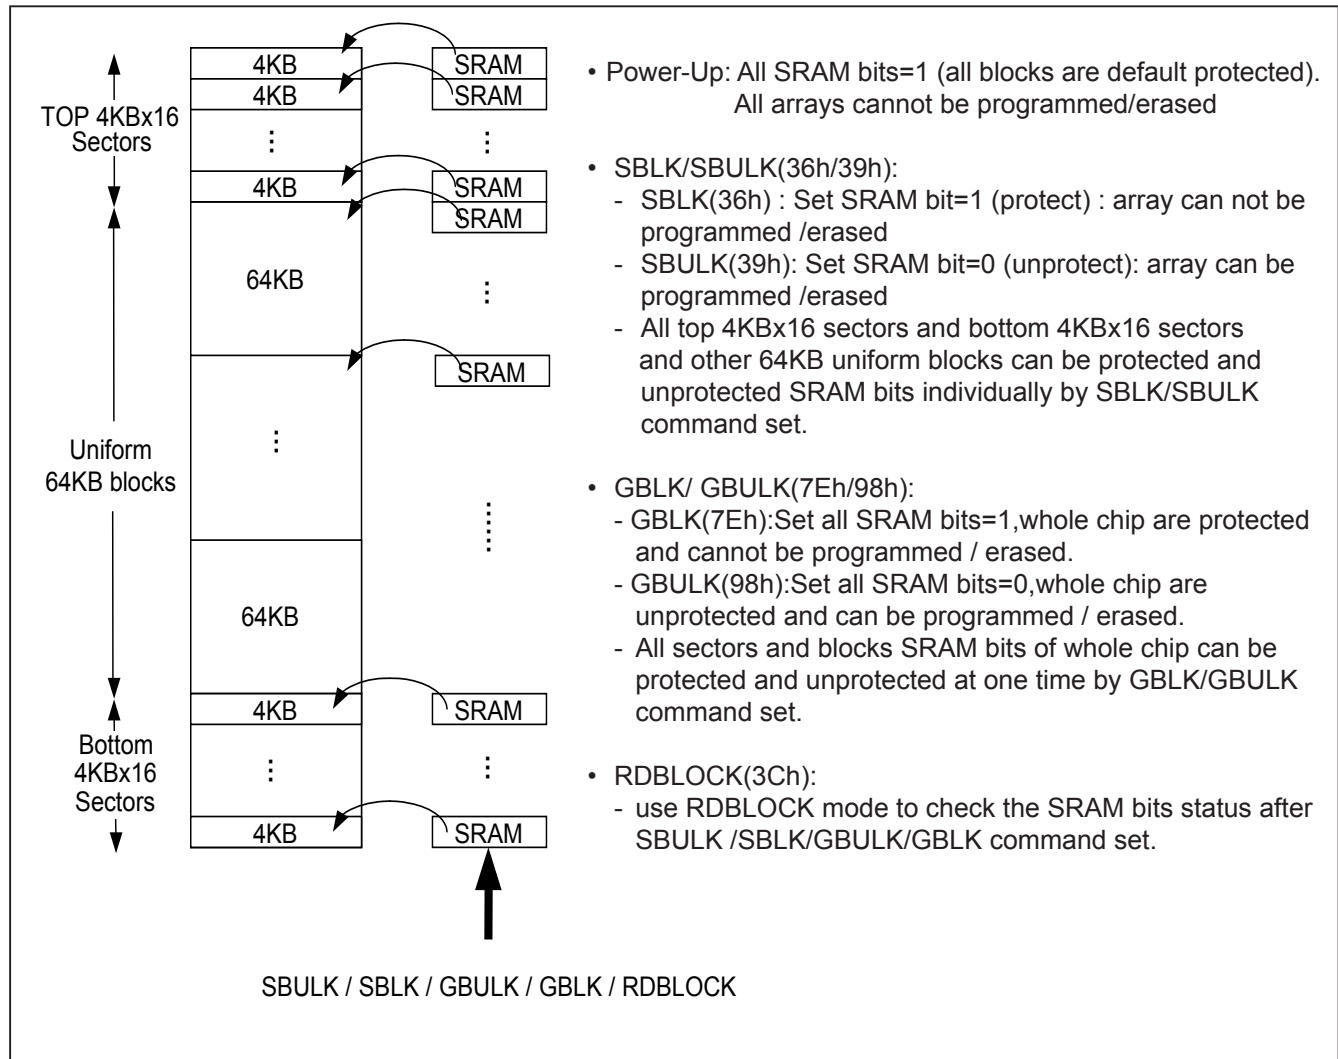 4KB
SRAM
4KB
SRAM
TOP 4KBx16
Sectors
⋮
⋮
4KB
SRAM
SRAM
64KB
⋮
SRAM
Uniform
64KB blocks
⋮
64KB
4KB
SRAM
Bottom
4KBx16
Sectors
⋮
⋮
4KB
SRAM
SBULK / SBLK / GBULK / GBLK / RDBLOCK
• Power-Up: All SRAM bits=1 (all blocks are default protected).
All arrays cannot be programmed/erased
• SBLK/SBULK(36h/39h):
- SBLK(36h) : Set SRAM bit=1 (protect) : array can not be
programmed /erased
- SBULK(39h): Set SRAM bit=0 (unprotect): array can be
programmed /erased
- All top 4KBx16 sectors and bottom 4KBx16 sectors
and other 64KB uniform blocks can be protected and
unprotected SRAM bits individually by SBLK/SBULK
command set.
• GBLK/ GBULK(7Eh/98h):
- GBLK(7Eh):Set all SRAM bits=1,whole chip are protected
and cannot be programmed / erased.
- GBULK(98h):Set all SRAM bits=0,whole chip are
unprotected and can be programmed / erased.
- All sectors and blocks SRAM bits of whole chip can be
protected and unprotected at one time by GBLK/GBULK
command set.
• RDBLOCK(3Ch):
- use RDBLOCK mode to check the SRAM bits status after
SBULK /SBLK/GBULK/GBLK command set.